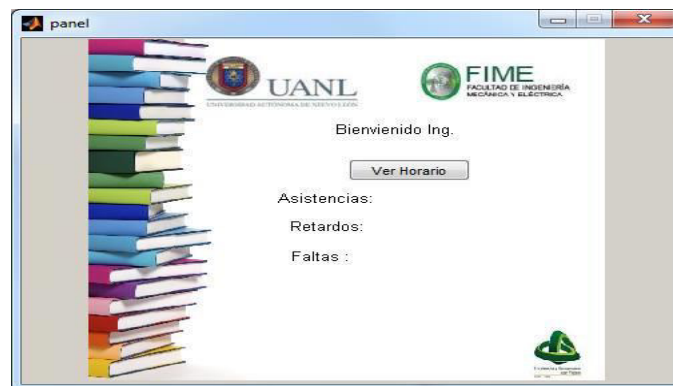 panel
UANL
UNIVERSIDAD AUTÓNOMA DE NUEVO LEÓN
FIME
FACULTAD DE INGENIERÍA
MECÁNICA Y ELÉCTRICA
Bienvienido Ing.
Ver Horario
Asistencias:
Retardos:
Faltas :